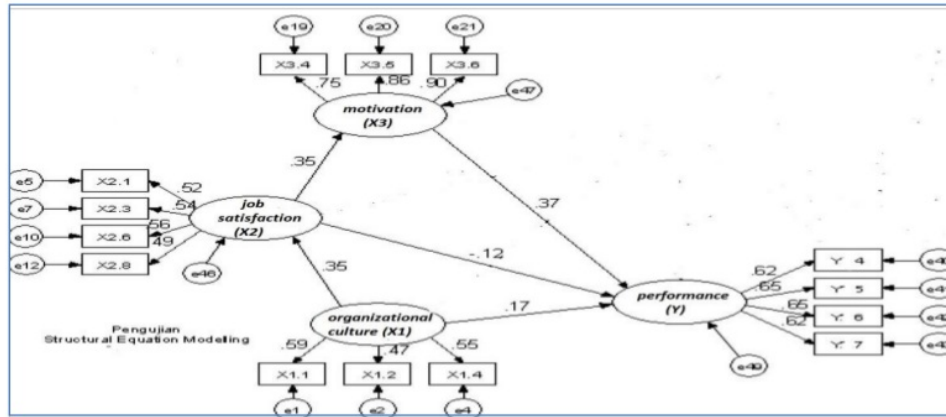 e19
e20
e21
X3.4
X3.5
X3.6
.75
.86
.90
motivation
(X3)
e47
.35
.37
e5
X2.1
.52
e7
X2.3
.54
e10
X2.6
.56
e12
X2.8
.49
job
satisfaction
(X2)
e46
-.12
.35
.17
organizational
culture (X1)
performance
(Y)
.62
Y 4
.65
Y 5
.65
Y 6
.62
Y 7
e49
Pengujian
Structural Equation Modeling
.59
.47
.55
X1.1
X1.2
X1.4
e1
e2
e4